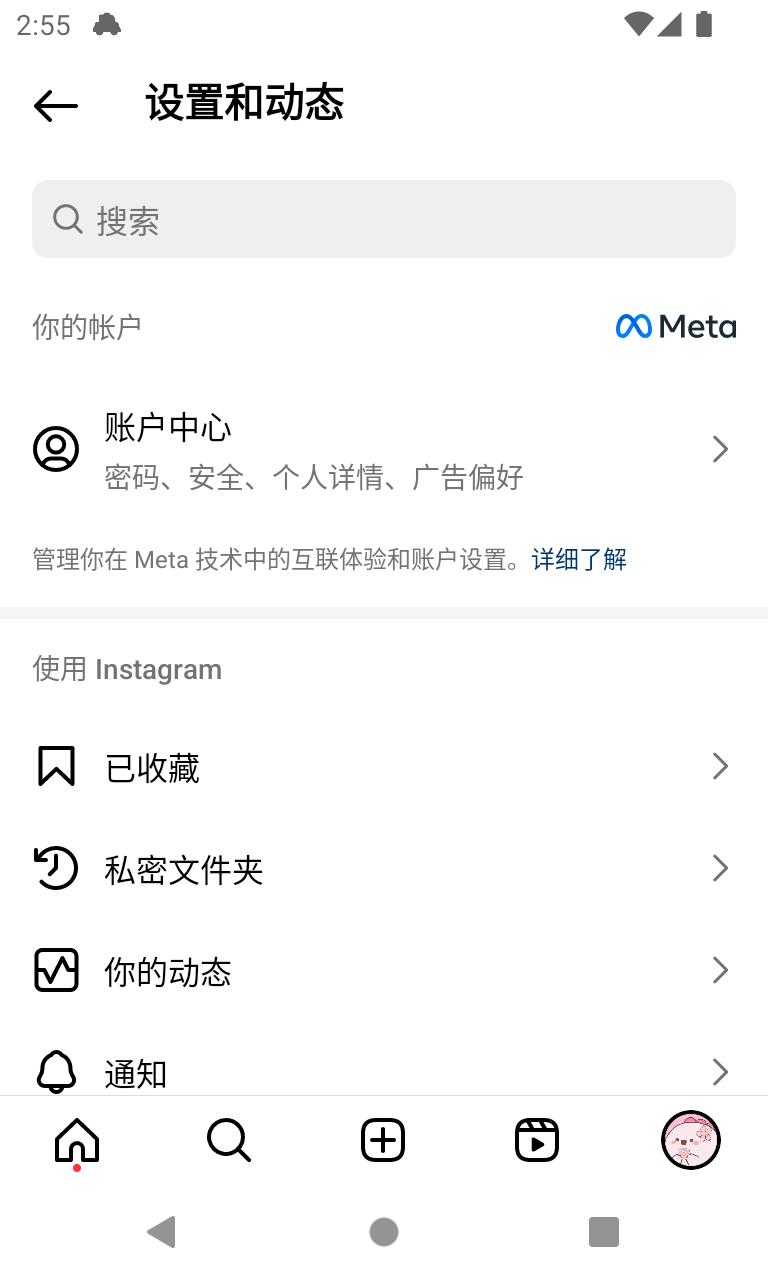 2:55
设置和动态
搜索
你的帐户
Meta
账户中心
密码、安全、个人详情、广告偏好
管理你在 Meta 技术中的互联体验和账户设置。详细了解
使用 Instagram
已收藏
私密文件夹
你的动态
通知